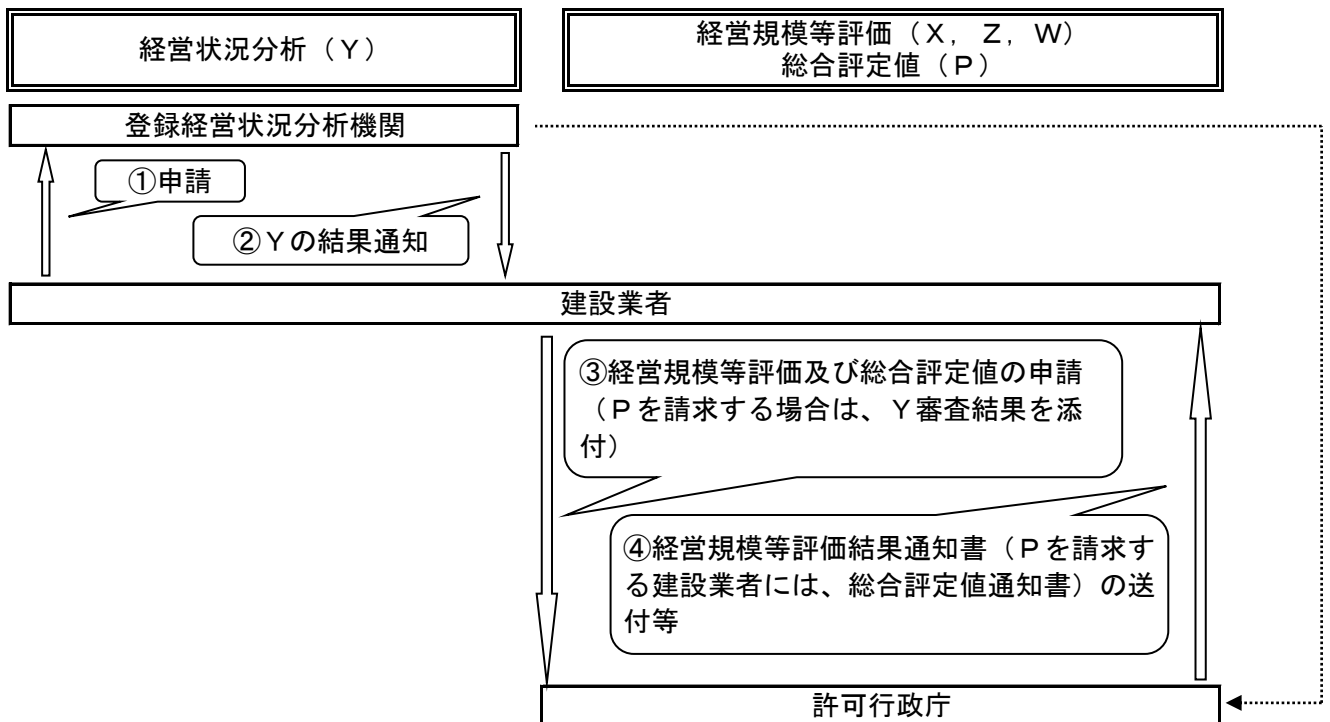 経営状況分析（Y）
経営規模等評価（X，Z，W）
総合評定値（P）
登録経営状況分析機関
①申請
②Yの結果通知
建設業者
③経営規模等評価及び総合評定値の申請
（Pを請求する場合は、Y審査結果を添
付）
④経営規模等評価結果通知書（Pを請求す
る建設業者には、総合評定値通知書）の送
付等
許可行政庁